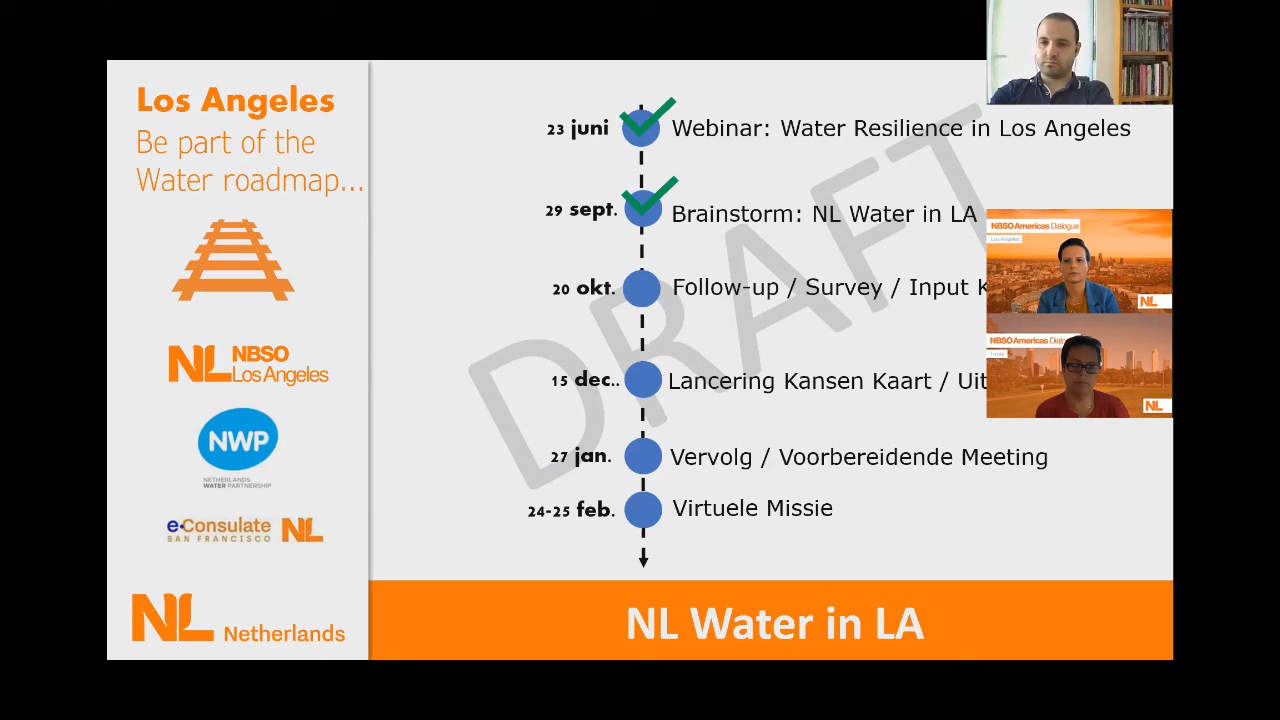 Los Angeles
Be part of the
Water roadmap...
NL NBSO
Los Angeles
NWP
NETHERLANDS
WATER PARTNERSHIP
e-Consulate NL
SAN FRANCISCO
NL Netherlands
DRAFT
23 juni Webinar: Water Resilience in Los Angeles
29 sept. Brainstorm: NL Water in LA
20 okt. Follow-up / Survey / Input
15 dec.. Lancering Kansen Kaart /
27 jan. Vervolg / Voorbereidende Meeting
24-25 feb. Virtuele Missie
NL Water in LA
NBSO Americas Dialogue
Los Angeles
NL
NBSO Americas
NL